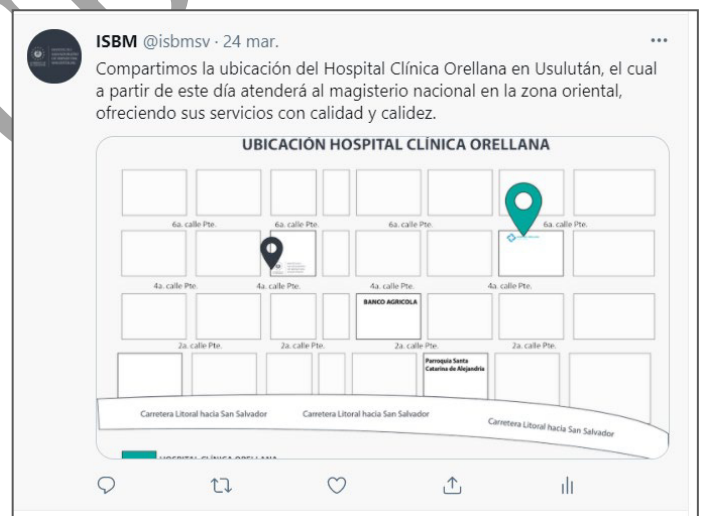 ISBM @isbmsv · 24 mar.
Compartimos la ubicación del Hospital Clínica Orellana en Usulután, el cual
a partir de este día atenderá al magisterio nacional en la zona oriental,
ofreciendo sus servicios con calidad y calidez.
UBICACIÓN HOSPITAL CLÍNICA ORELLANA
6a. calle Pte. 6a. calle Pte. 6a. calle Pte. 6a. calle Pte.
4a. calle Pte. 4a. calle Pte. 4a. calle Pte. 4a. calle Pte.
BANCO AGRICOLA
2a. calle Pte. 2a. calle Pte. 2a. calle Pte. 2a. calle Pte.
Parroquia Santa
Catarina de Alejandría
Carretera Litoral hacia San Salvador Carretera Litoral hacia San Salvador Carretera Litoral hacia San Salvador
HOSPITAL CLÍNICA ORELLANA